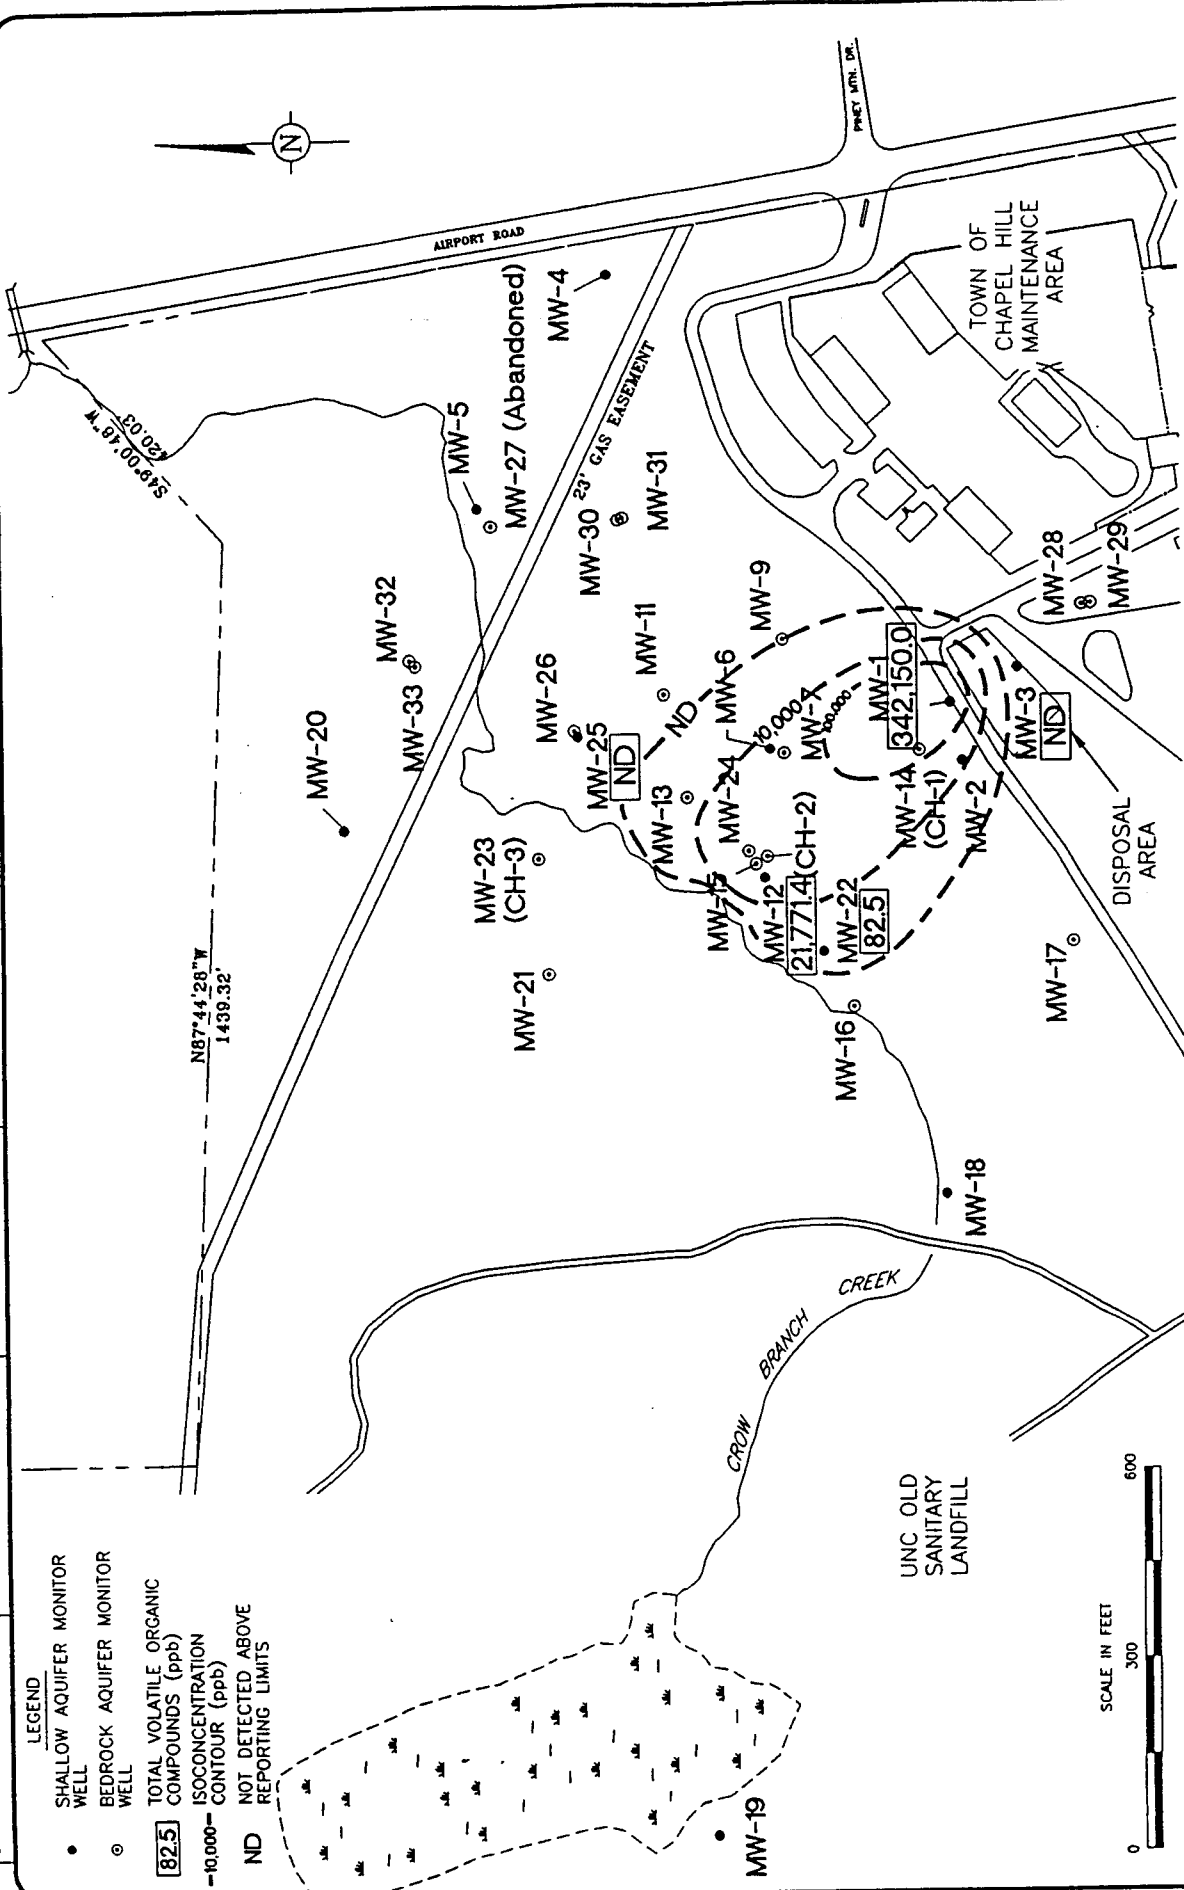 LEGEND
SHALLOW AQUIFER MONITOR
WELL
BEDROCK AQUIFER MONITOR
WELL
82.5
TOTAL VOLATILE ORGANIC
COMPOUNDS (ppb)
-10,000-
ISOCONCENTRATION
CONTOUR (ppb)
ND
NOT DETECTED ABOVE
REPORTING LIMITS
N
S49°00'48"W
420.03'
N87°44'28"W
1439.32'
AIRPORT ROAD
PINEY MTN. DR.
23' GAS EASEMENT
TOWN OF
CHAPEL HILL
MAINTENANCE
AREA
MW-4
MW-5
MW-27 (Abandoned)
MW-30
MW-31
MW-32
MW-33
MW-20
MW-26
MW-25
ND
MW-11
MW-9
ND
MW-6
10,000
MW-7
100,000
MW-1
342,150.0
MW-28
MW-29
MW-3
ND
MW-13
MW-24
MW-14
(CH-1)
MW-2
MW-23
(CH-3)
MW-15
(CH-2)
MW-12
21,771.4
MW-22
82.5
DISPOSAL
AREA
MW-21
MW-16
MW-17
MW-18
CROW BRANCH CREEK
UNC OLD
SANITARY
LANDFILL
MW-19
SCALE IN FEET
0 300 600